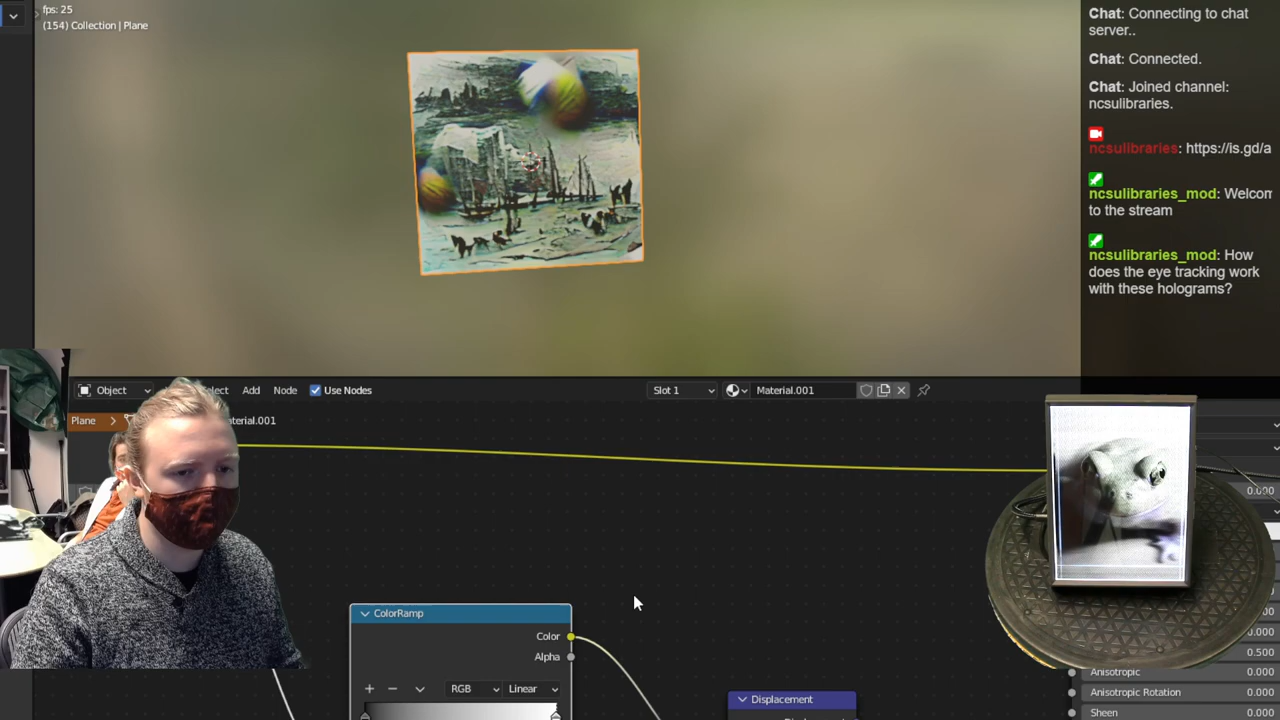 fps: 25
(154) Collection | Plane
Chat: Connecting to chat
server..
Chat: Connected.
Chat: Joined channel:
ncsulibraries.
ncsulibraries: https://is.gd/a
ncsulibraries_mod: Welcom
to the stream
ncsulibraries_mod: How
does the eye tracking work
with these holograms?
Object
Add
Node
Use Nodes
Slot 1
Material.001
Plane
0.000
ColorRamp
Color
Alpha
RGB
Linear
Displacement
0.000
0.500
Anisotropic
0.000
Anisotropic Rotation
0.000
Sheen
0.000